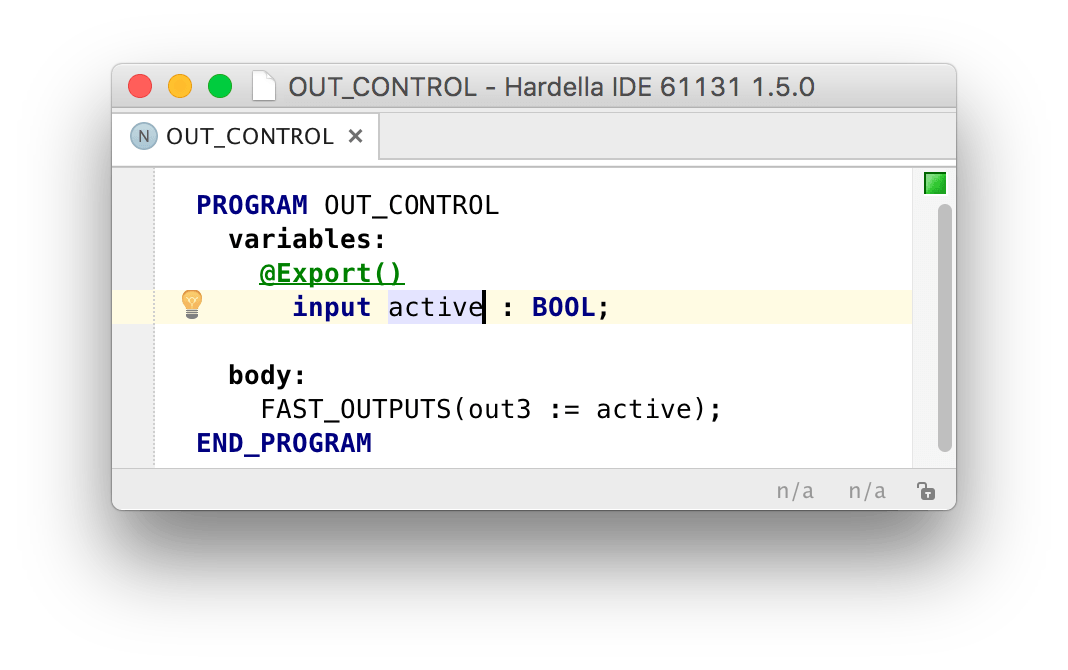 OUT_CONTROL - Hardella IDE 61131 1.5.0
N OUT_CONTROL ×
PROGRAM OUT_CONTROL
variables:
@Export()
input active : BOOL;
body:
FAST_OUTPUTS(out3 := active);
END_PROGRAM
n/a n/a